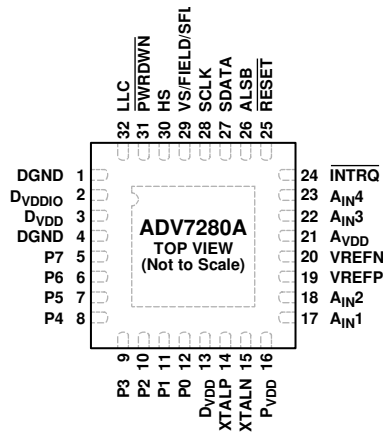 32 LLC
31 PWRDWN
30 HS
29 VS/FIELD/SFL
28 SCLK
27 SDATA
26 ALSB
25 RESET
DGND 1
DVDDIO 2
DVDD 3
DGND 4
P7 5
P6 6
P5 7
P4 8
ADV7280A
TOP VIEW
(Not to Scale)
24 INTRQ
23 AIN4
22 AIN3
21 AVDD
20 VREFN
19 VREFP
18 AIN2
17 AIN1
P3 9
P2 10
P1 11
P0 12
DVDD 13
XTALP 14
XTALN 15
PVDD 16